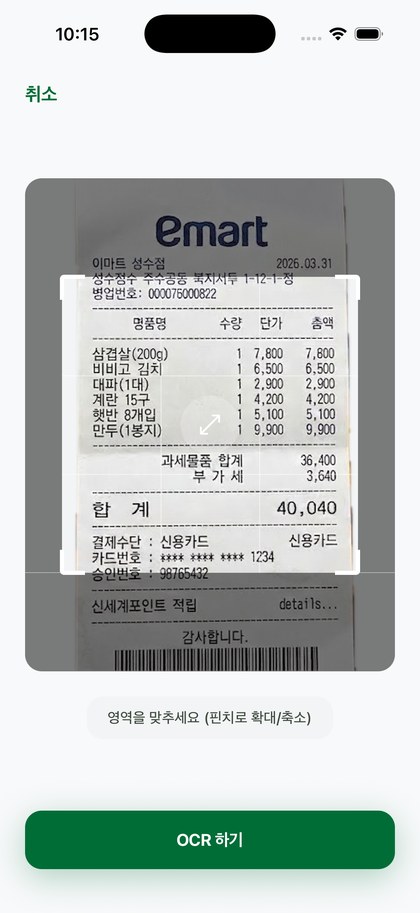 10:15
취소
emart
이마트 성수점 2026.03.31
성수점수 주수공동 복지서두 1-12-1-정
병업번호: 000076000822
명품명 수량 단가 춤액
삼겹살(200g) 1 7,800 7,800
비비고 김치 1 6,500 6,500
대파(1대) 1 2,900 2,900
계란 15구 1 4,200 4,200
햇반 8개입 1 5,100 5,100
만두(1봉지) 1 9,900 9,900
과세물품 합계 36,400
부 가 세 3,640
합 계 40,040
결제수단 : 신용카드 신용카드
카드번호 : **** **** **** 1234
승인번호 : 98765432
신세계포인트 적립 details...
감사합니다.
영역을 맞추세요 (핀치로 확대/축소)
OCR 하기